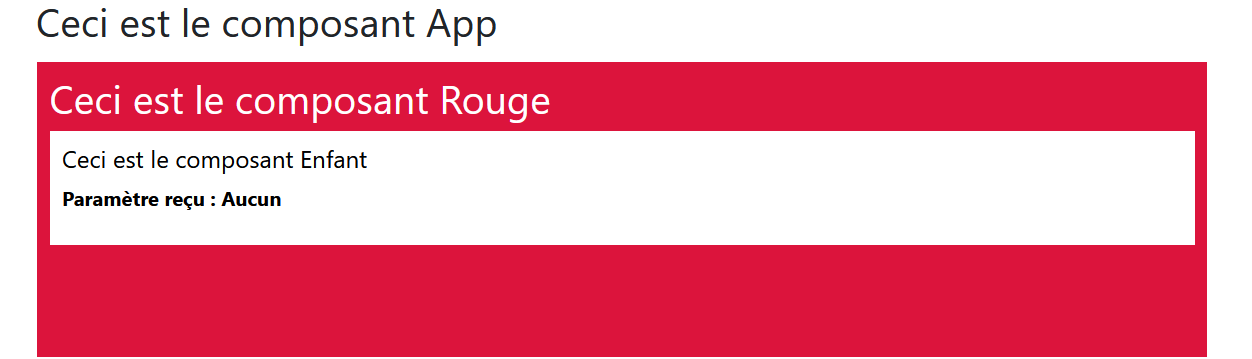 Ceci est le composant App
Ceci est le composant Rouge
Ceci est le composant Enfant
Paramètre reçu : Aucun